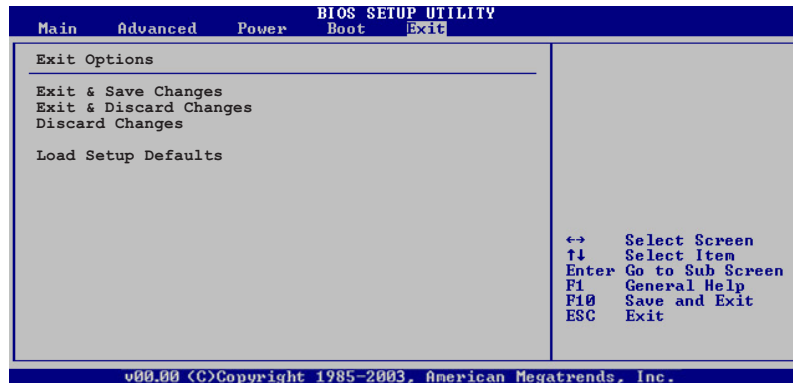 BIOS SETUP UTILITY
Main Advanced Power Boot Exit
Exit Options
Exit & Save Changes
Exit & Discard Changes
Discard Changes
Load Setup Defaults
←→ Select Screen
↑↓ Select Item
Enter Go to Sub Screen
F1 General Help
F10 Save and Exit
ESC Exit
v00.00 (C)Copyright 1985-2003, American Megatrends, Inc.